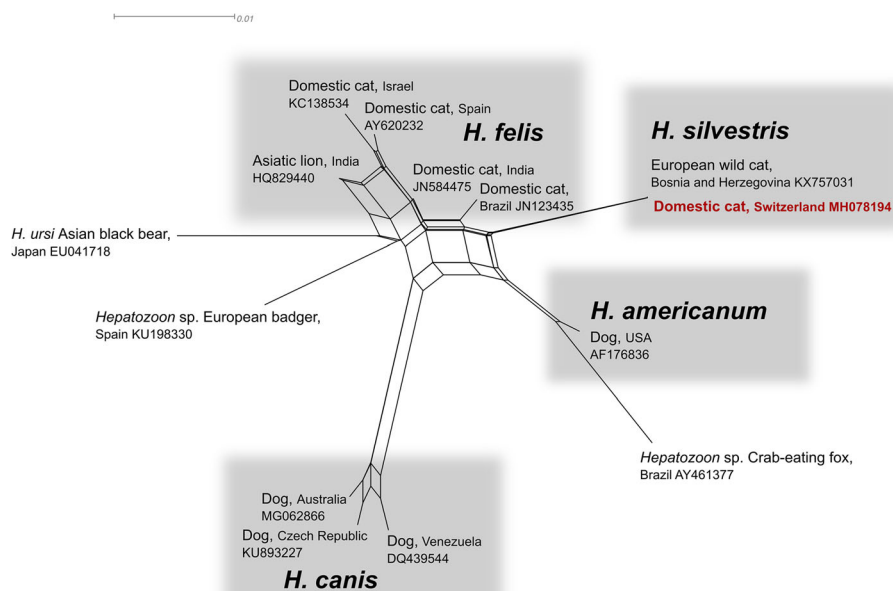 0.01
Domestic cat, Israel
KC138534
Domestic cat, Spain
AY620232
H. felis
Asiatic lion, India
HQ829440
Domestic cat, India
JN584475
Domestic cat,
Brazil JN123435
H. silvestris
European wild cat,
Bosnia and Herzegovina KX757031
Domestic cat, Switzerland MH078194
H. ursi Asian black bear,
Japan EU041718
Hepatozoon sp. European badger,
Spain KU198330
H. americanum
Dog, USA
AF176836
Hepatozoon sp. Crab-eating fox,
Brazil AY461377
Dog, Australia
MG062866
Dog, Czech Republic
KU893227
Dog, Venezuela
DQ439544
H. canis